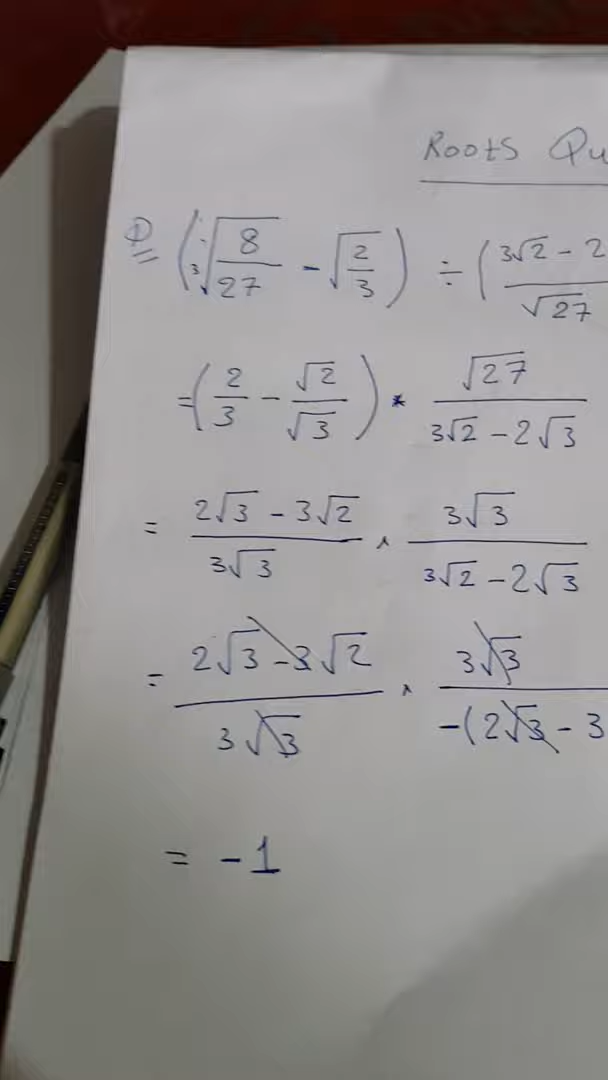 Roots Qu
① (∛(8/27) - √(2/3)) ÷ ((3√2 - 2)/√27
= (2/3 - √2/√3) * √27/(3√2 - 2√3)
= (2√3 - 3√2)/(3√3) × 3√3/(3√2 - 2√3)
= (2√3 - 3√2)/(3√3) × 3√3/(-(2√3 - 3
= -1